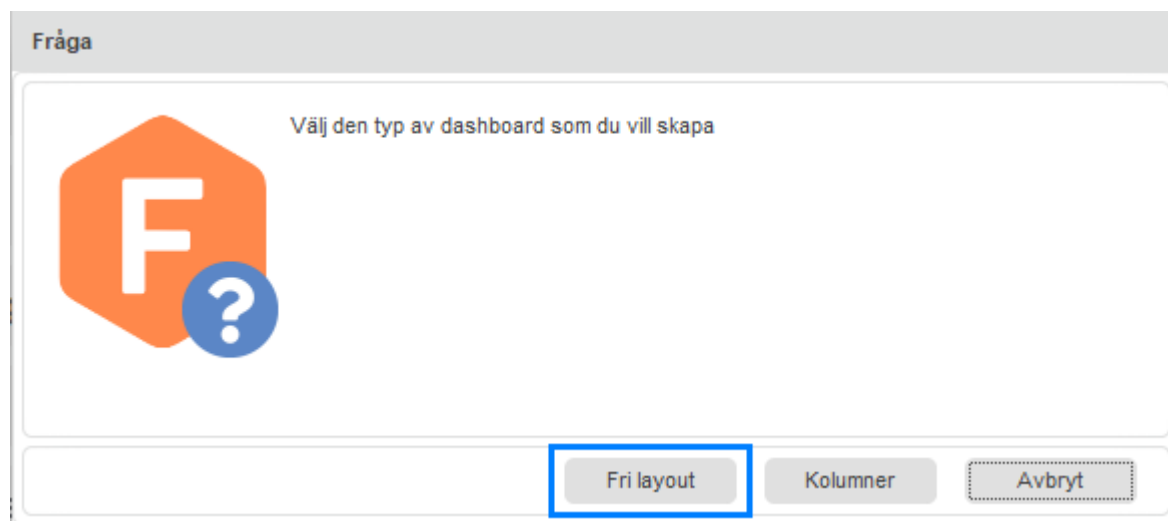 Fråga
Välj den typ av dashboard som du vill skapa
F
?
Fri layout
Kolumner
Avbryt